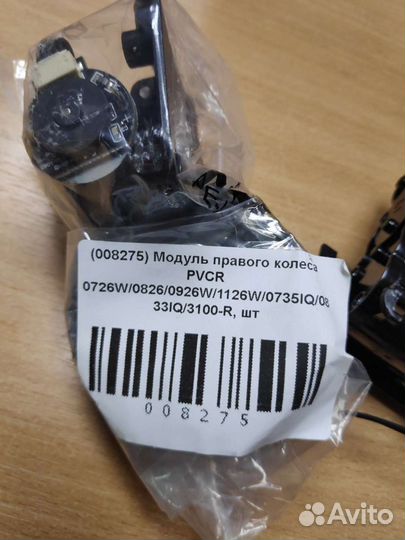 (008275) Модуль правого колеса
PVCR
0726W/0826/0926W/1126W/0735IQ/08
33IQ/3100-R, шт
008275
Avito